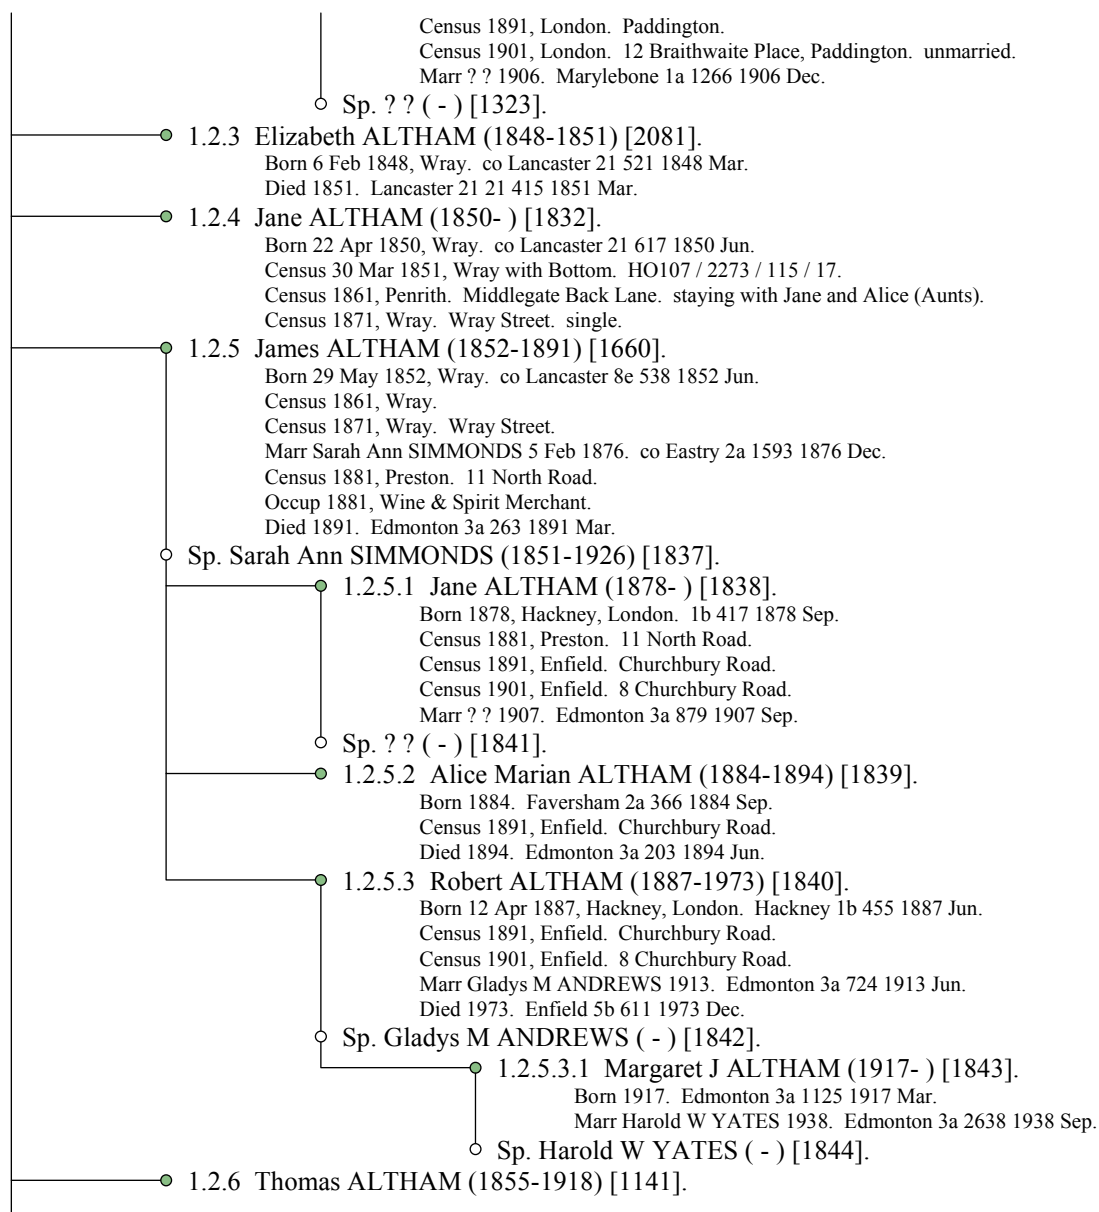 Census 1891, London. Paddington.
Census 1901, London. 12 Braithwaite Place, Paddington. unmarried.
Marr ? ? 1906. Marylebone 1a 1266 1906 Dec.
Sp. ? ? ( - ) [1323].
1.2.3 Elizabeth ALTHAM (1848-1851) [2081].
Born 6 Feb 1848, Wray. co Lancaster 21 521 1848 Mar.
Died 1851. Lancaster 21 21 415 1851 Mar.
1.2.4 Jane ALTHAM (1850- ) [1832].
Born 22 Apr 1850, Wray. co Lancaster 21 617 1850 Jun.
Census 30 Mar 1851, Wray with Bottom. HO107 / 2273 / 115 / 17.
Census 1861, Penrith. Middlegate Back Lane. staying with Jane and Alice (Aunts).
Census 1871, Wray. Wray Street. single.
1.2.5 James ALTHAM (1852-1891) [1660].
Born 29 May 1852, Wray. co Lancaster 8e 538 1852 Jun.
Census 1861, Wray.
Census 1871, Wray. Wray Street.
Marr Sarah Ann SIMMONDS 5 Feb 1876. co Eastry 2a 1593 1876 Dec.
Census 1881, Preston. 11 North Road.
Occup 1881, Wine & Spirit Merchant.
Died 1891. Edmonton 3a 263 1891 Mar.
Sp. Sarah Ann SIMMONDS (1851-1926) [1837].
1.2.5.1 Jane ALTHAM (1878- ) [1838].
Born 1878, Hackney, London. 1b 417 1878 Sep.
Census 1881, Preston. 11 North Road.
Census 1891, Enfield. Churchbury Road.
Census 1901, Enfield. 8 Churchbury Road.
Marr ? ? 1907. Edmonton 3a 879 1907 Sep.
Sp. ? ? ( - ) [1841].
1.2.5.2 Alice Marian ALTHAM (1884-1894) [1839].
Born 1884. Faversham 2a 366 1884 Sep.
Census 1891, Enfield. Churchbury Road.
Died 1894. Edmonton 3a 203 1894 Jun.
1.2.5.3 Robert ALTHAM (1887-1973) [1840].
Born 12 Apr 1887, Hackney, London. Hackney 1b 455 1887 Jun.
Census 1891, Enfield. Churchbury Road.
Census 1901, Enfield. 8 Churchbury Road.
Marr Gladys M ANDREWS 1913. Edmonton 3a 724 1913 Jun.
Died 1973. Enfield 5b 611 1973 Dec.
Sp. Gladys M ANDREWS ( - ) [1842].
1.2.5.3.1 Margaret J ALTHAM (1917- ) [1843].
Born 1917. Edmonton 3a 1125 1917 Mar.
Marr Harold W YATES 1938. Edmonton 3a 2638 1938 Sep.
Sp. Harold W YATES ( - ) [1844].
1.2.6 Thomas ALTHAM (1855-1918) [1141].